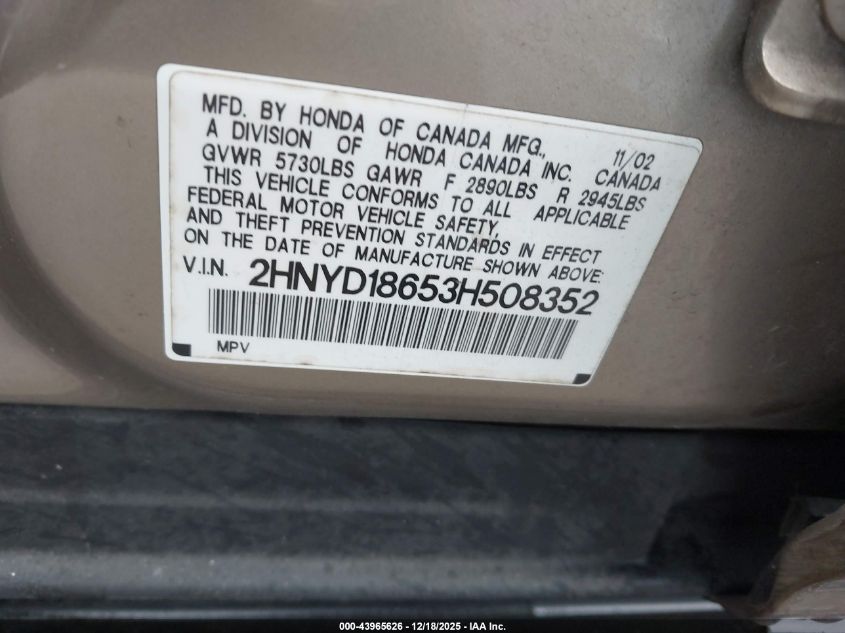 MFD. BY HONDA OF CANADA MFG., 11/02
A DIVISION OF HONDA CANADA INC. CANADA
GVWR 5730LBS GAWR F 2890LBS R 2945LBS
THIS VEHICLE CONFORMS TO ALL APPLICABLE
FEDERAL MOTOR VEHICLE SAFETY,
AND THEFT PREVENTION STANDARDS IN EFFECT
ON THE DATE OF MANUFACTURE SHOWN ABOVE:
V.I.N. 2HNYD18653H508352
MPV
000-43965626 - 12/18/2025 - IAA Inc.